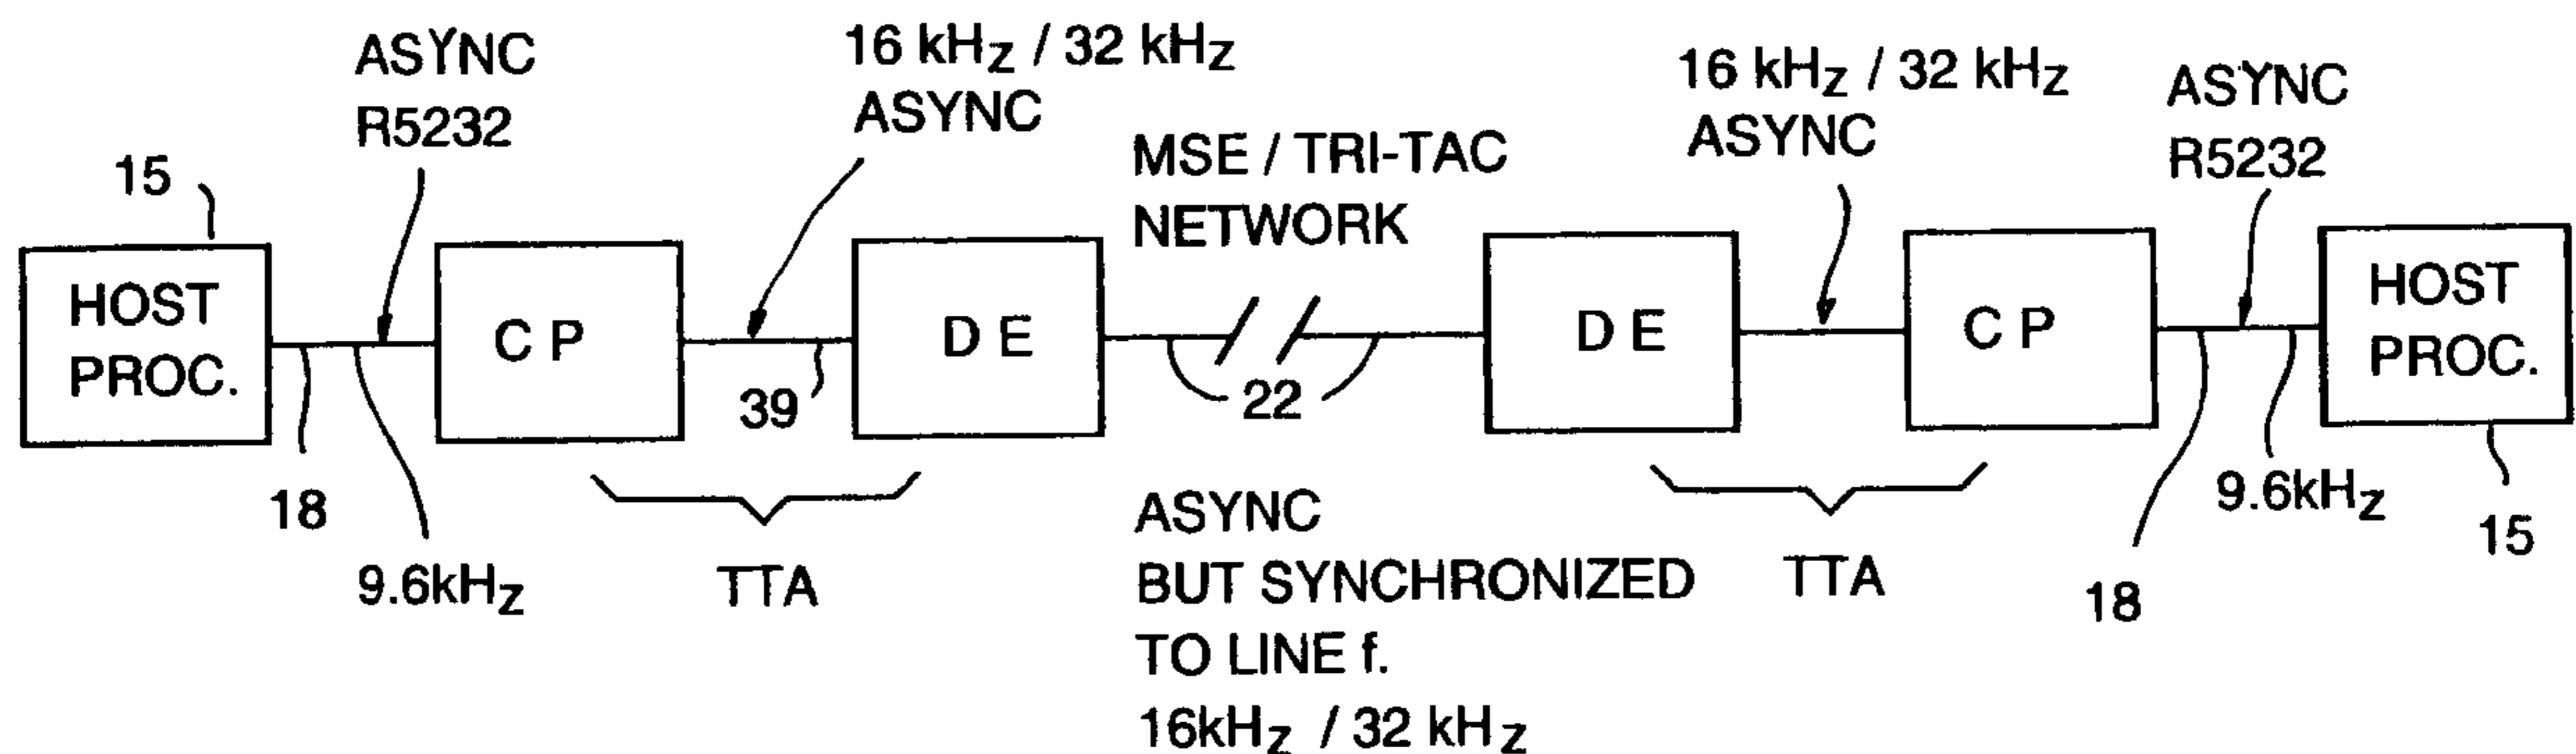 ASYNC
R5232
16 kHz / 32 kHz
ASYNC
MSE / TRI-TAC
NETWORK
16 kHz / 32 kHz
ASYNC
ASYNC
R5232
15
HOST
PROC.
C P
D E
D E
C P
HOST
PROC.
18
9.6kHz
39
22
18
9.6kHz
15
TTA
TTA
ASYNC
BUT SYNCHRONIZED
TO LINE f.
16kHz / 32 kHz